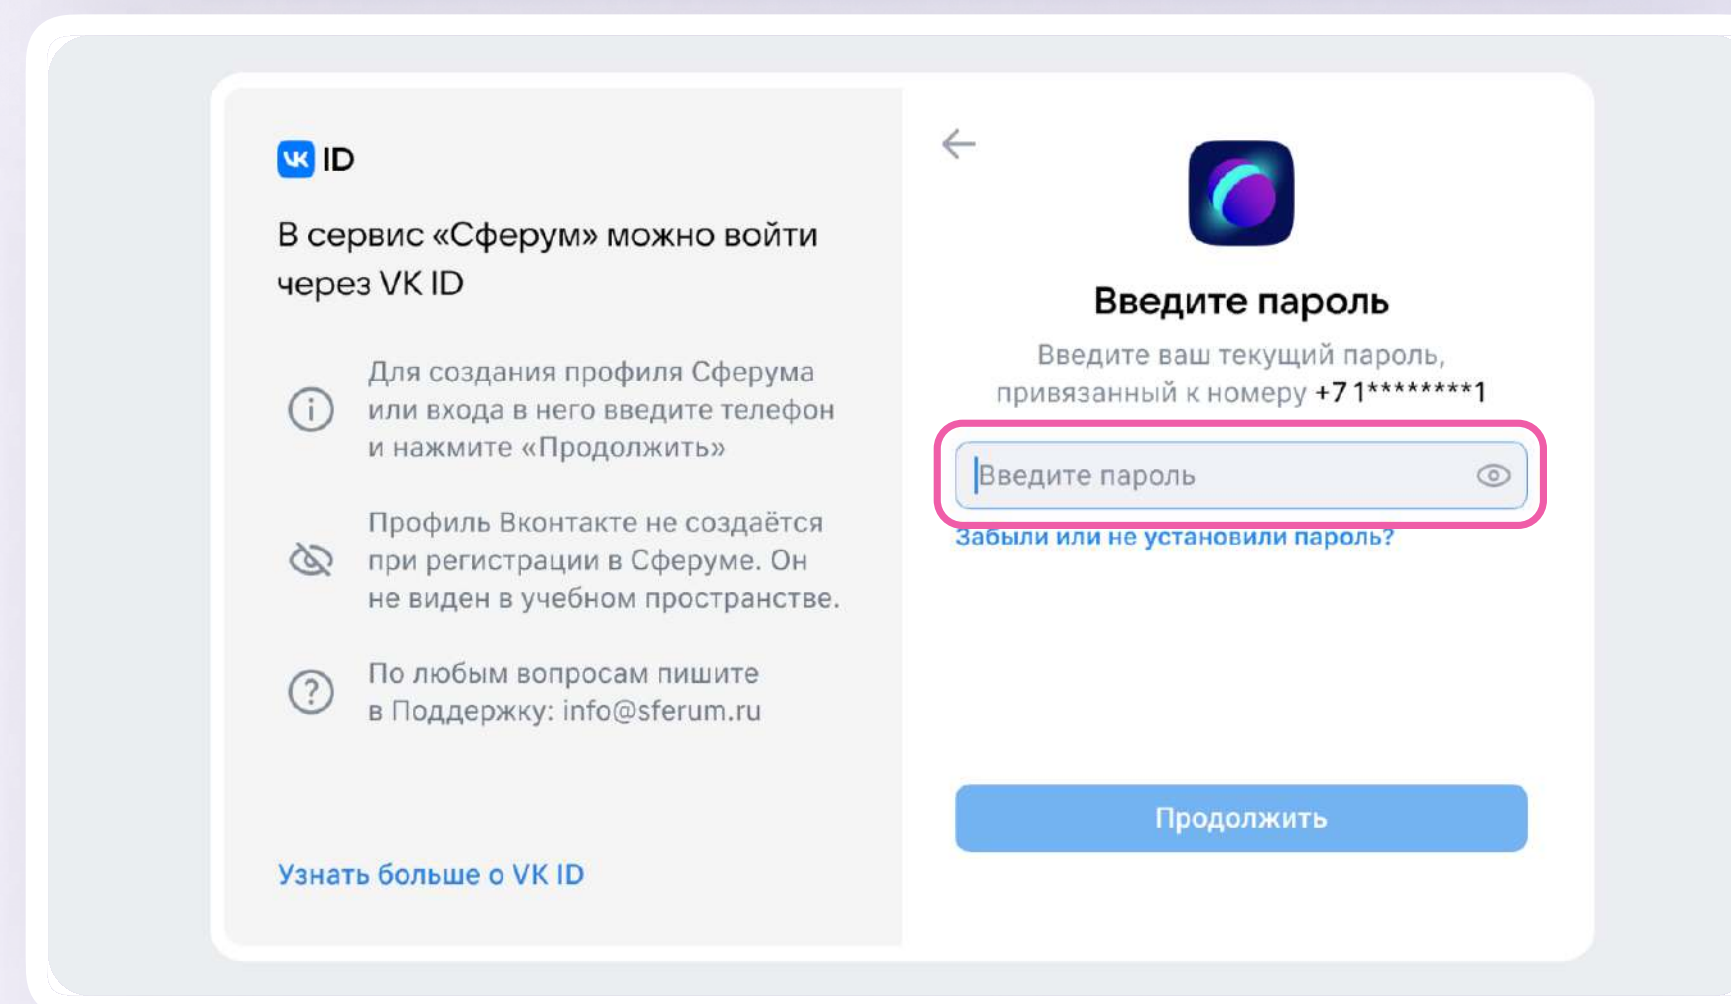 VK ID
В сервис «Сферум» можно войти
через VK ID
Для создания профиля Сферума
или входа в него введите телефон
и нажмите «Продолжить»
Профиль Вконтакте не создаётся
при регистрации в Сферуме. Он
не виден в учебном пространстве.
По любым вопросам пишите
в Поддержку: info@sferum.ru
Узнать больше о VK ID
Введите пароль
Введите ваш текущий пароль,
привязанный к номеру +7 1********1
Введите пароль
Забыли или не установили пароль?
Продолжить